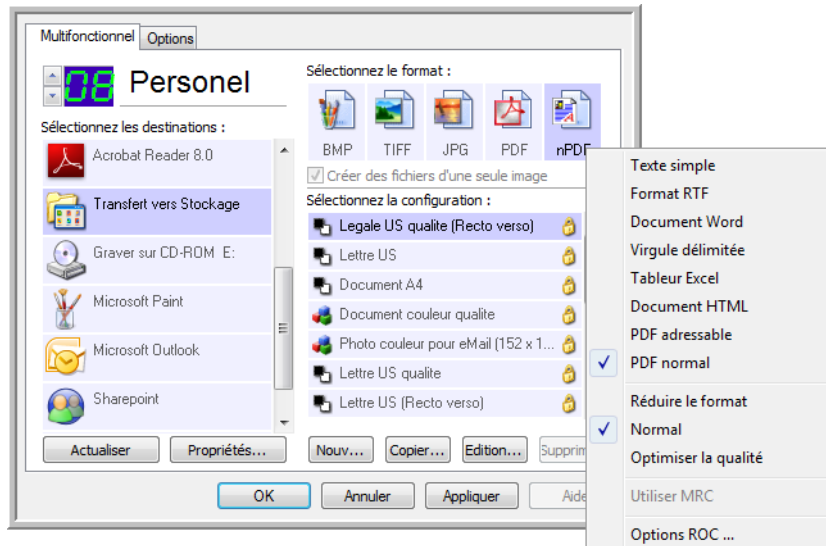 Multifonctionnel
Options
08
Personel
Sélectionnez les destinations :
Acrobat Reader 8.0
Transfert vers Stockage
Graver sur CD-ROM E:
Microsoft Paint
Microsoft Outlook
Sharepoint
Actualiser
Propriétés...
Sélectionnez le format :
BMP
TIFF
JPG
PDF
nPDF
Créer des fichiers d'une seule image
Sélectionnez la configuration :
Legale US qualite (Recto verso)
Lettre US
Document A4
Document couleur qualite
Photo couleur pour eMail (152 x 1...
Lettre US qualite
Lettre US (Recto verso)
Nouv...
Copier...
Edition...
Supprim
OK
Annuler
Appliquer
Aide
Texte simple
Format RTF
Document Word
Virgule délimitée
Tableur Excel
Document HTML
PDF adressable
PDF normal
Réduire le format
Normal
Optimiser la qualité
Utiliser MRC
Options ROC ...